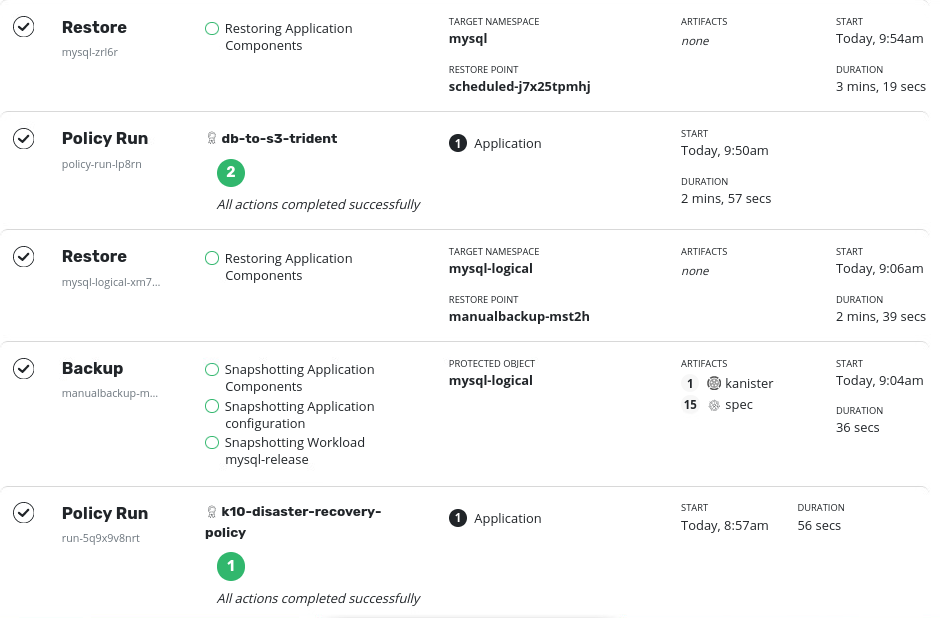 Restore
mysql-zrl6r
Restoring Application
Components
TARGET NAMESPACE
mysql
RESTORE POINT
scheduled-j7x25tpmhj
ARTIFACTS
none
START
Today, 9:54am
DURATION
3 mins, 19 secs
Policy Run
policy-run-lp8rn
db-to-s3-trident
2
All actions completed successfully
1 Application
START
Today, 9:50am
DURATION
2 mins, 57 secs
Restore
mysql-logical-xm7...
Restoring Application
Components
TARGET NAMESPACE
mysql-logical
RESTORE POINT
manualbackup-mst2h
ARTIFACTS
none
START
Today, 9:06am
DURATION
2 mins, 39 secs
Backup
manualbackup-m...
Snapshotting Application
Components
Snapshotting Application
configuration
Snapshotting Workload
mysql-release
PROTECTED OBJECT
mysql-logical
ARTIFACTS
1 kanister
15 spec
START
Today, 9:04am
DURATION
36 secs
Policy Run
run-5q9x9v8nrt
k10-disaster-recovery-
policy
1
All actions completed successfully
1 Application
START
Today, 8:57am
DURATION
56 secs